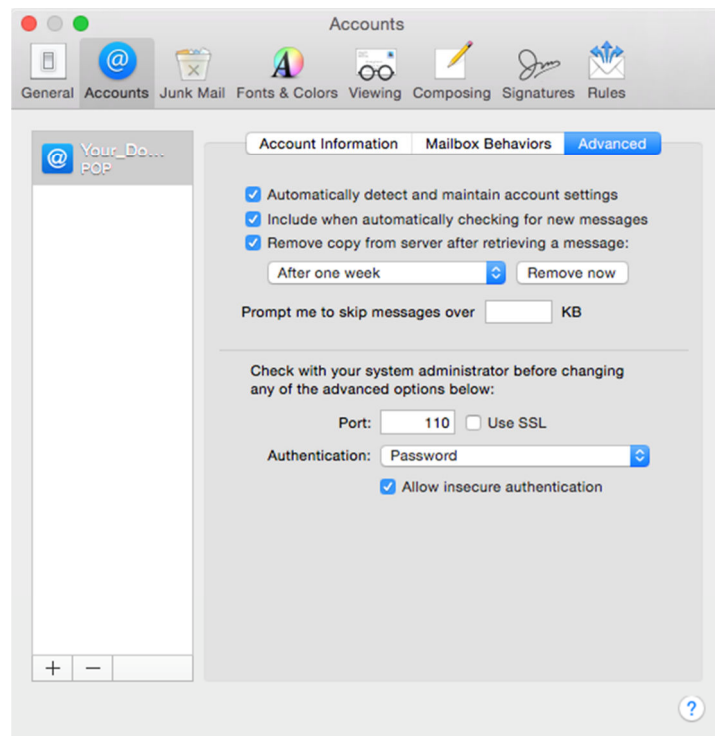 Accounts
General Accounts Junk Mail Fonts & Colors Viewing Composing Signatures Rules
Your_Do...
POP
Account Information Mailbox Behaviors Advanced
Automatically detect and maintain account settings
Include when automatically checking for new messages
Remove copy from server after retrieving a message:
After one week Remove now
Prompt me to skip messages over KB
Check with your system administrator before changing
any of the advanced options below:
Port: 110 Use SSL
Authentication: Password
Allow insecure authentication
+ −
?